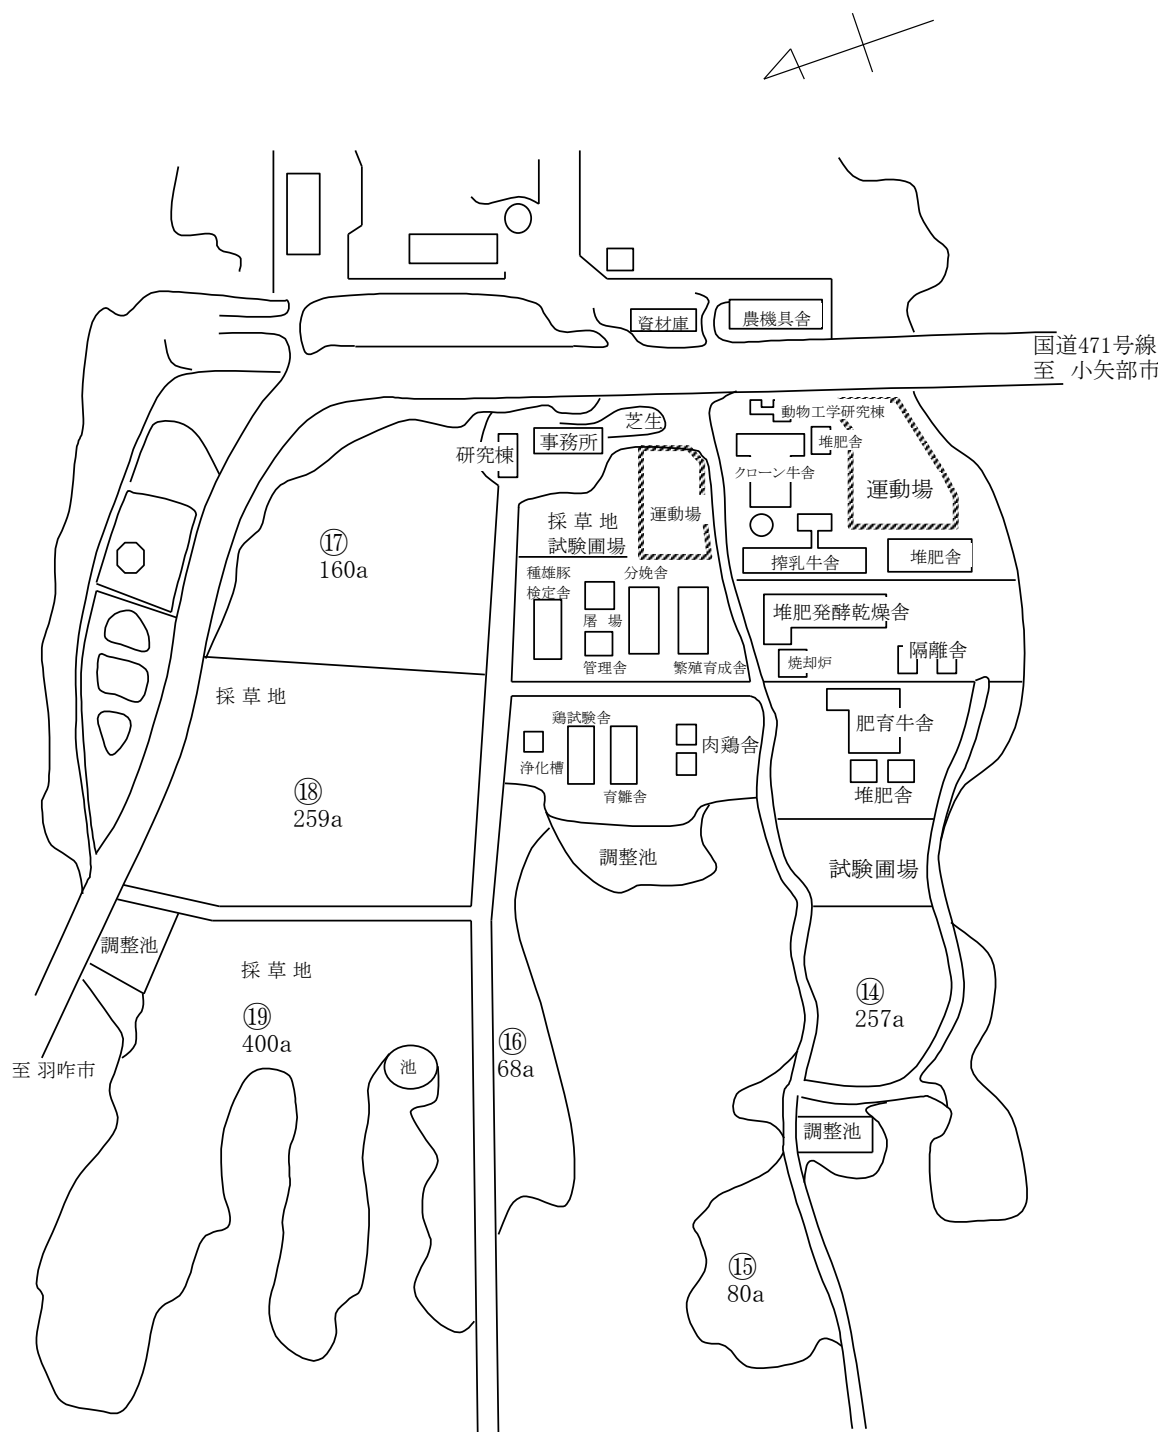 資材庫
農機具舎
国道471号線
至 小矢部市
芝生
動物工学研究棟
事務所
堆肥舎
研究棟
クローン牛舎
運動場
運動場
採 草 地
試験圃場
⑰
160a
搾乳牛舎
堆肥舎
種雄豚
検定舎
分娩舎
屠 場
堆肥発酵乾燥舎
管理舎
繁殖育成舎
焼却炉
隔離舎
採 草 地
鶏試験舎
肥育牛舎
肉鶏舎
浄化槽
育雛舎
堆肥舎
⑱
259a
調整池
試験圃場
調整池
採 草 地
⑭
257a
⑲
400a
⑯
68a
池
至 羽咋市
調整池
⑮
80a